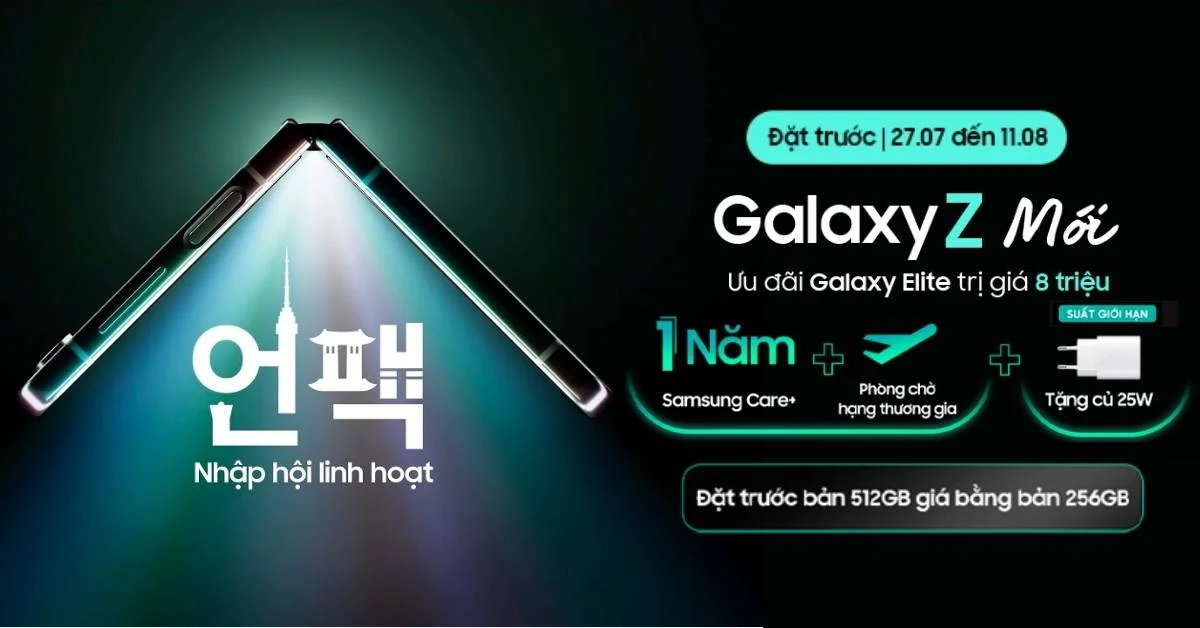 언팩
Nhập hội linh hoạt
Đặt trước | 27.07 đến 11.08
Galaxy Z Mới
Ưu đãi Galaxy Elite trị giá 8 triệu
1 Năm
Samsung Care+
+
Phòng chờ
hạng thương gia
+
SUẤT GIỚI HẠN
Tặng củ 25W
Đặt trước bản 512GB giá bằng bản 256GB